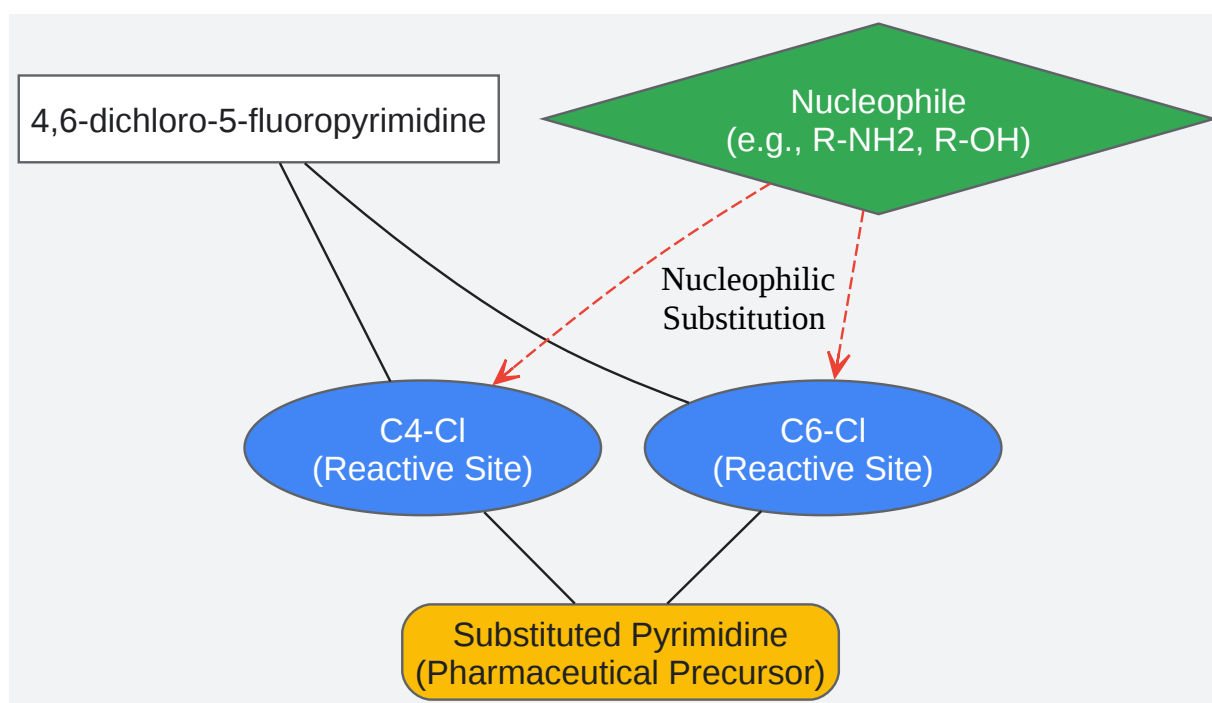 4,6-dichloro-5-fluoropyrimidine
Nucleophile
(e.g., R-NH2, R-OH)
Nucleophilic
Substitution
C4-Cl
(Reactive Site)
C6-Cl
(Reactive Site)
Substituted Pyrimidine
(Pharmaceutical Precursor)